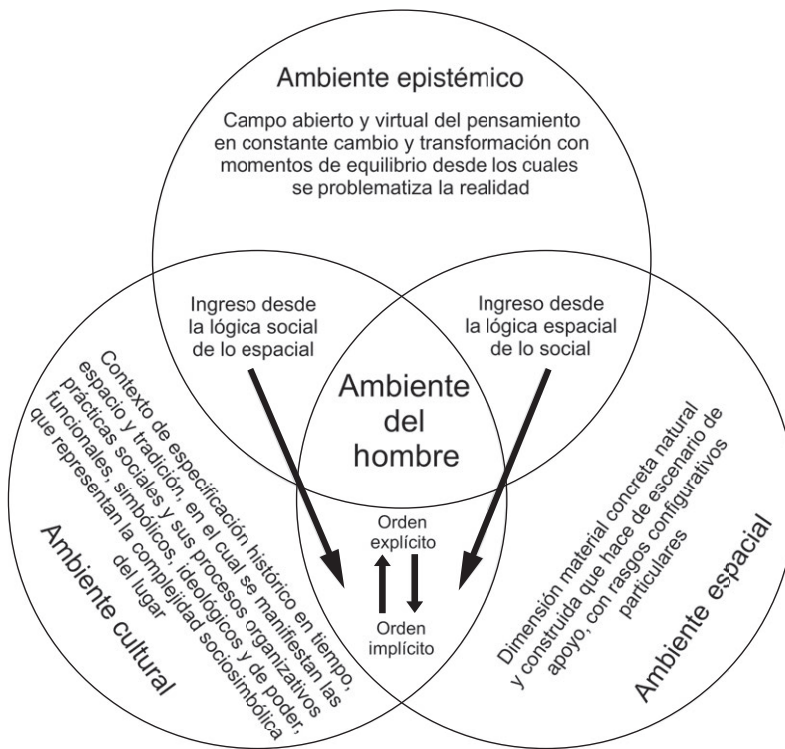 Ambiente epistémico
Campo abierto y virtual del pensamiento
en constante cambio y transformación con
momentos de equilibrio desde los cuales
se problematiza la realidad
Ingreso desde
la lógica social
de lo espacial
Ingreso desde
la lógica espacial
de lo social
Ambiente
del
hombre
Orden
explícito
Orden
implícito
Contexto de especificación histórico en tiempo,
espacio y tradición, en el cual se manifiestan las
prácticas sociales y sus procesos organizativos
funcionales, simbólicos, ideológicos y de poder,
que representan la complejidad sociosimbólica
del lugar
Ambiente cultural
Dimensión material concreta natural
y construida que hace de escenario de
apoyo, con rasgos configurativos
particulares
Ambiente espacial